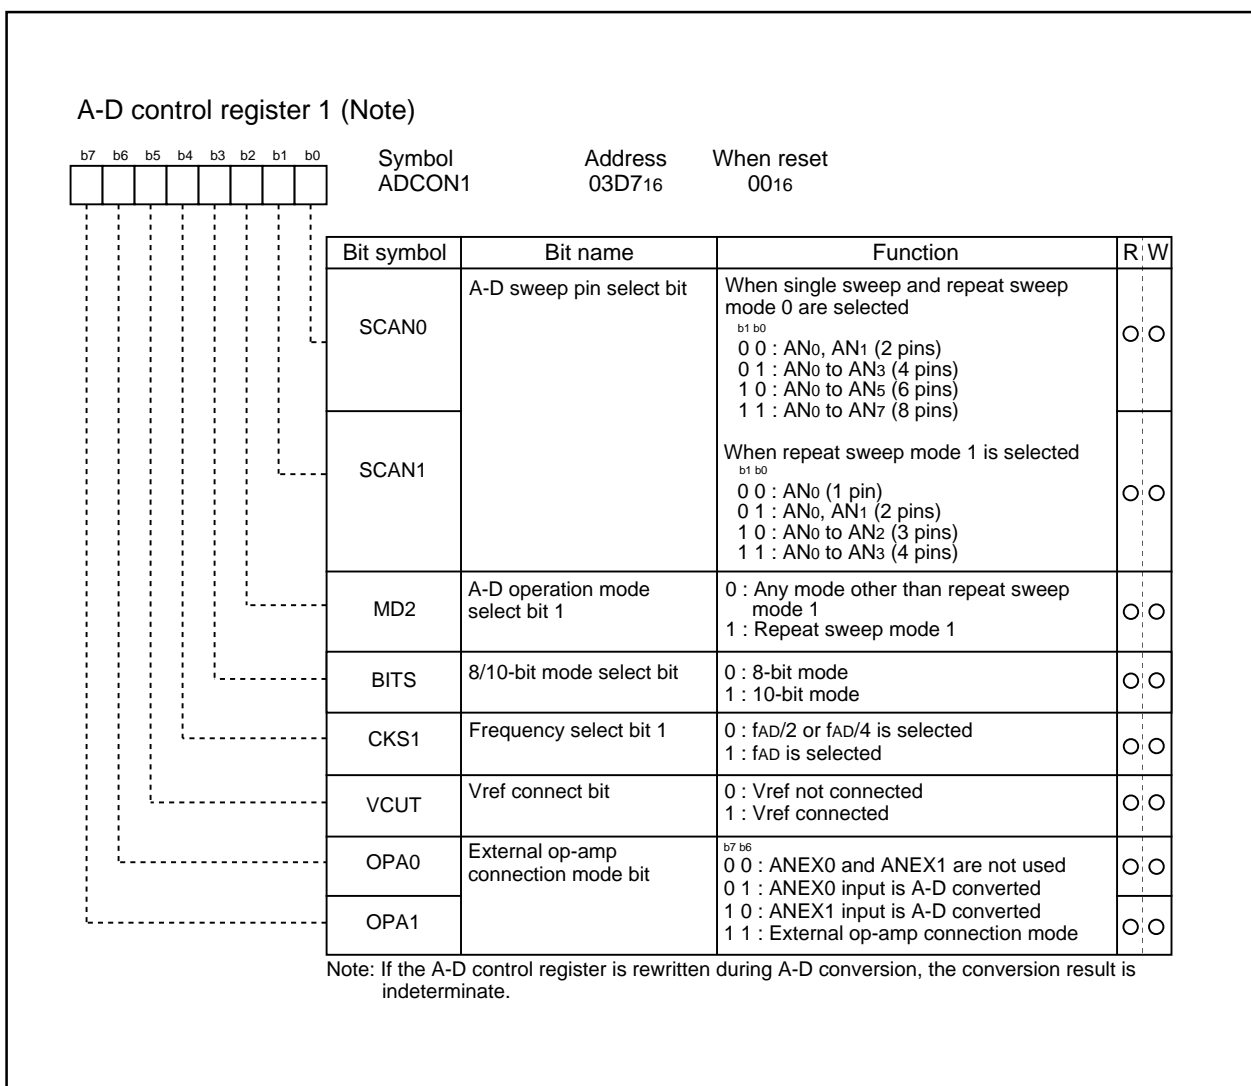 A-D control register 1 (Note)
b7 b6 b5 b4 b3 b2 b1 b0
Symbol Address When reset
ADCON1 03D716 0016
Bit symbol Bit name Function R W
SCAN0
A-D sweep pin select bit
When single sweep and repeat sweep
mode 0 are selected
b1 b0
0 0 : AN0, AN1 (2 pins)
0 1 : AN0 to AN3 (4 pins)
1 0 : AN0 to AN5 (6 pins)
1 1 : AN0 to AN7 (8 pins)
SCAN1
When repeat sweep mode 1 is selected
b1 b0
0 0 : AN0 (1 pin)
0 1 : AN0, AN1 (2 pins)
1 0 : AN0 to AN2 (3 pins)
1 1 : AN0 to AN3 (4 pins)
MD2
A-D operation mode
select bit 1
0 : Any mode other than repeat sweep
mode 1
1 : Repeat sweep mode 1
BITS
8/10-bit mode select bit
0 : 8-bit mode
1 : 10-bit mode
CKS1
Frequency select bit 1
0 : fAD/2 or fAD/4 is selected
1 : fAD is selected
VCUT
Vref connect bit
0 : Vref not connected
1 : Vref connected
OPA0
External op-amp
connection mode bit
b7 b6
0 0 : ANEX0 and ANEX1 are not used
0 1 : ANEX0 input is A-D converted
OPA1
1 0 : ANEX1 input is A-D converted
1 1 : External op-amp connection mode
Note: If the A-D control register is rewritten during A-D conversion, the conversion result is
indeterminate.